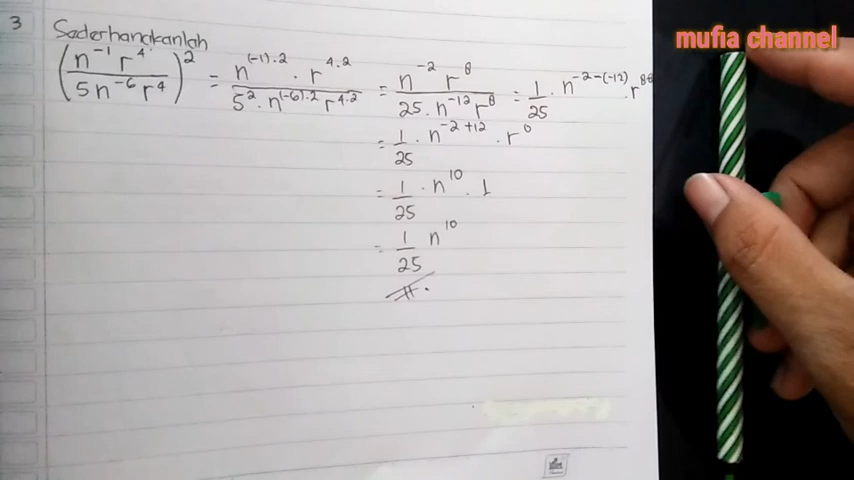 mufia channel
3 Sederhanakanlah
(n^-1 r^4 / 5n^-6 r^4)^2 = n^(-1)·2 · r^4·2 / 5^2 · n^(-6)·2 r^4·2 = n^-2 r^8 / 25 · n^-12 r^8 = 1/25 · n^-2-(-12) · r^8-8
= 1/25 · n^-2+12 · r^0
= 1/25 · n^10 · 1
= 1/25 n^10